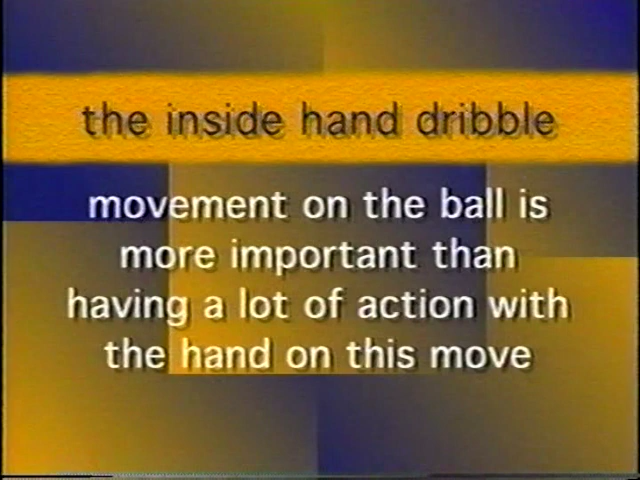 the inside hand dribble
movement on the ball is
more important than
having a lot of action with
the hand on this move